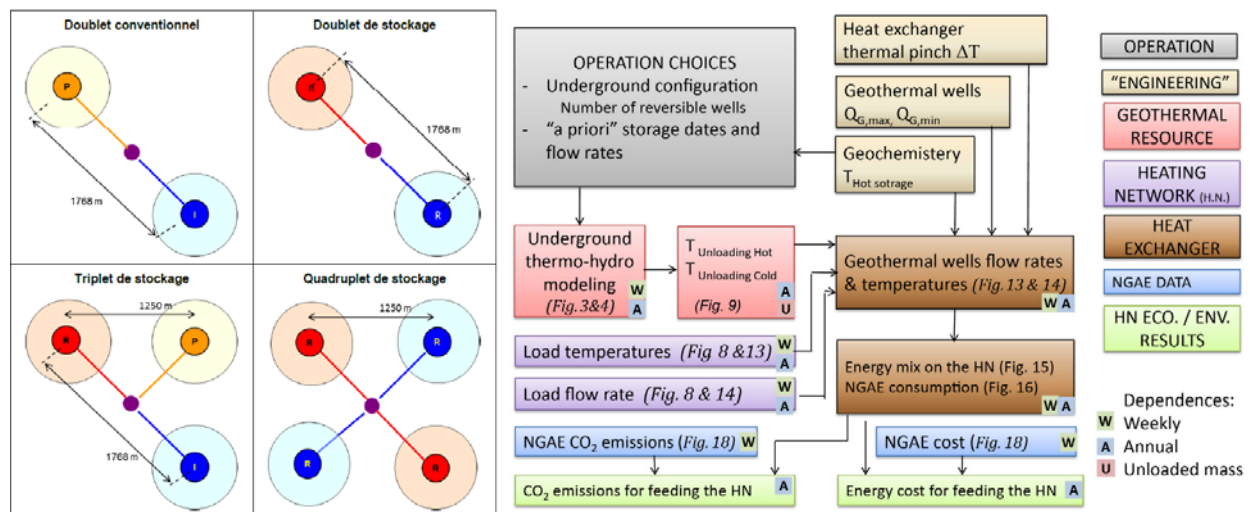 Doublet conventionnel
P
1768 m
I
Doublet de stockage
R
1768 m
R
Triplet de stockage
1250 m
R
P
1768 m
I
Quadruplet de stockage
1250 m
R
R
R
R
OPERATION CHOICES
- Underground configuration
Number of reversible wells
- “a priori” storage dates and
flow rates
Heat exchanger
thermal pinch ΔT
Geothermal wells
QG,max, QG,min
Geochemistery
THot sotrage
Underground
thermo-hydro
modeling
(Fig. 3&4)
W
A
T Unloading Hot
T Unloading Cold
(Fig. 9)
A
U
Geothermal wells flow rates
& temperatures (Fig. 13 & 14)
W A
Load temperatures (Fig 8 &13)
W
A
Load flow rate (Fig. 8 & 14)
W
A
Energy mix on the HN (Fig. 15)
NGAE consumption (Fig. 16)
W A
NGAE CO2 emissions (Fig. 18) W
NGAE cost (Fig. 18) W
CO2 emissions for feeding the HN A
Energy cost for feeding the HN A
OPERATION
“ENGINEERING”
GEOTHERMAL
RESOURCE
HEATING
NETWORK (H.N.)
HEAT
EXCHANGER
NGAE DATA
HN ECO. / ENV.
RESULTS
Dependences:
W Weekly
A Annual
U Unloaded mass